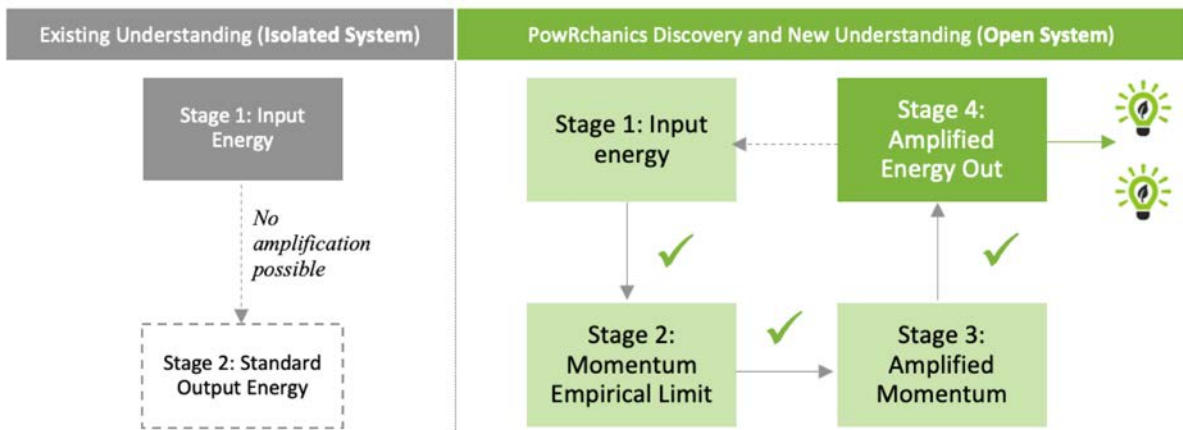 Existing Understanding (Isolated System)
PowRchanics Discovery and New Understanding (Open System)
Stage 1: Input
Energy
No
amplification
possible
Stage 2: Standard
Output Energy
Stage 1: Input
energy
Stage 2:
Momentum
Empirical Limit
Stage 3:
Amplified
Momentum
Stage 4:
Amplified
Energy Out